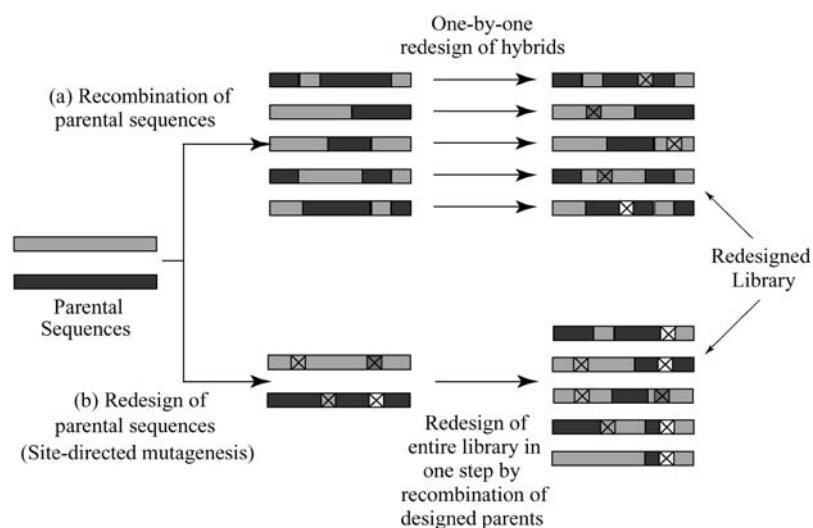 One-by-one
redesign of hybrids
(a) Recombination of
parental sequences
Parental
Sequences
Redesigned
Library
(b) Redesign of
parental sequences
(Site-directed mutagenesis)
Redesign of
entire library in
one step by
recombination of
designed parents